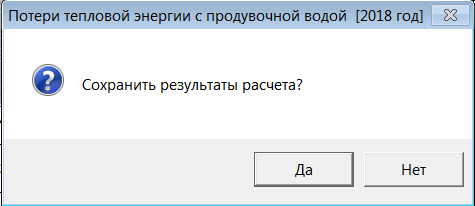 Потери тепловой энергии с продувочной водой [2018 год]
Сохранить результаты расчета?
Да
Нет